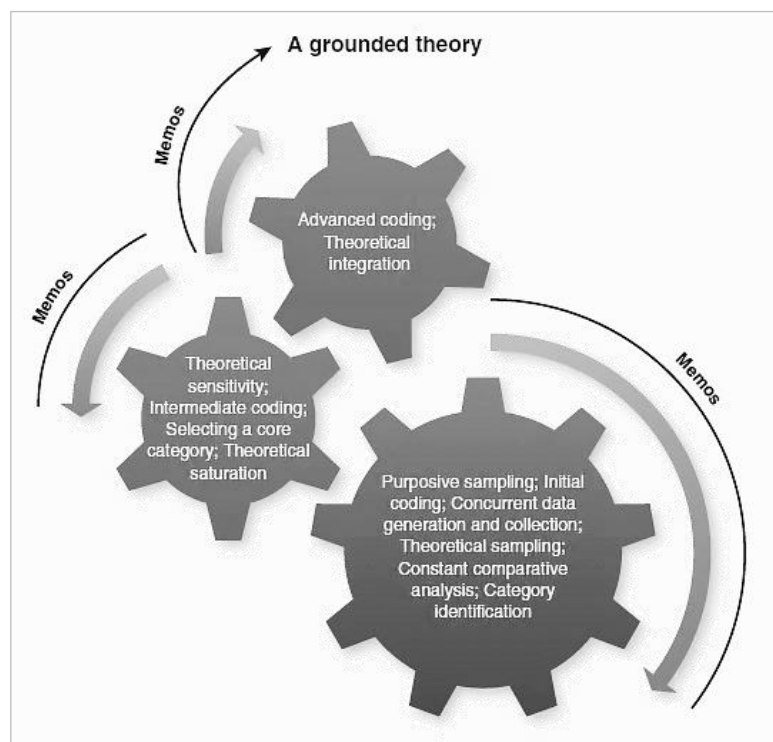 A grounded theory
Memos
Advanced coding;
Theoretical
integration
Memos
Theoretical
sensitivity;
Intermediate coding;
Selecting a core
category; Theoretical
saturation
Memos
Purposive sampling; Initial
coding; Concurrent data
generation and collection;
Theoretical sampling;
Constant comparative
analysis; Category
identification